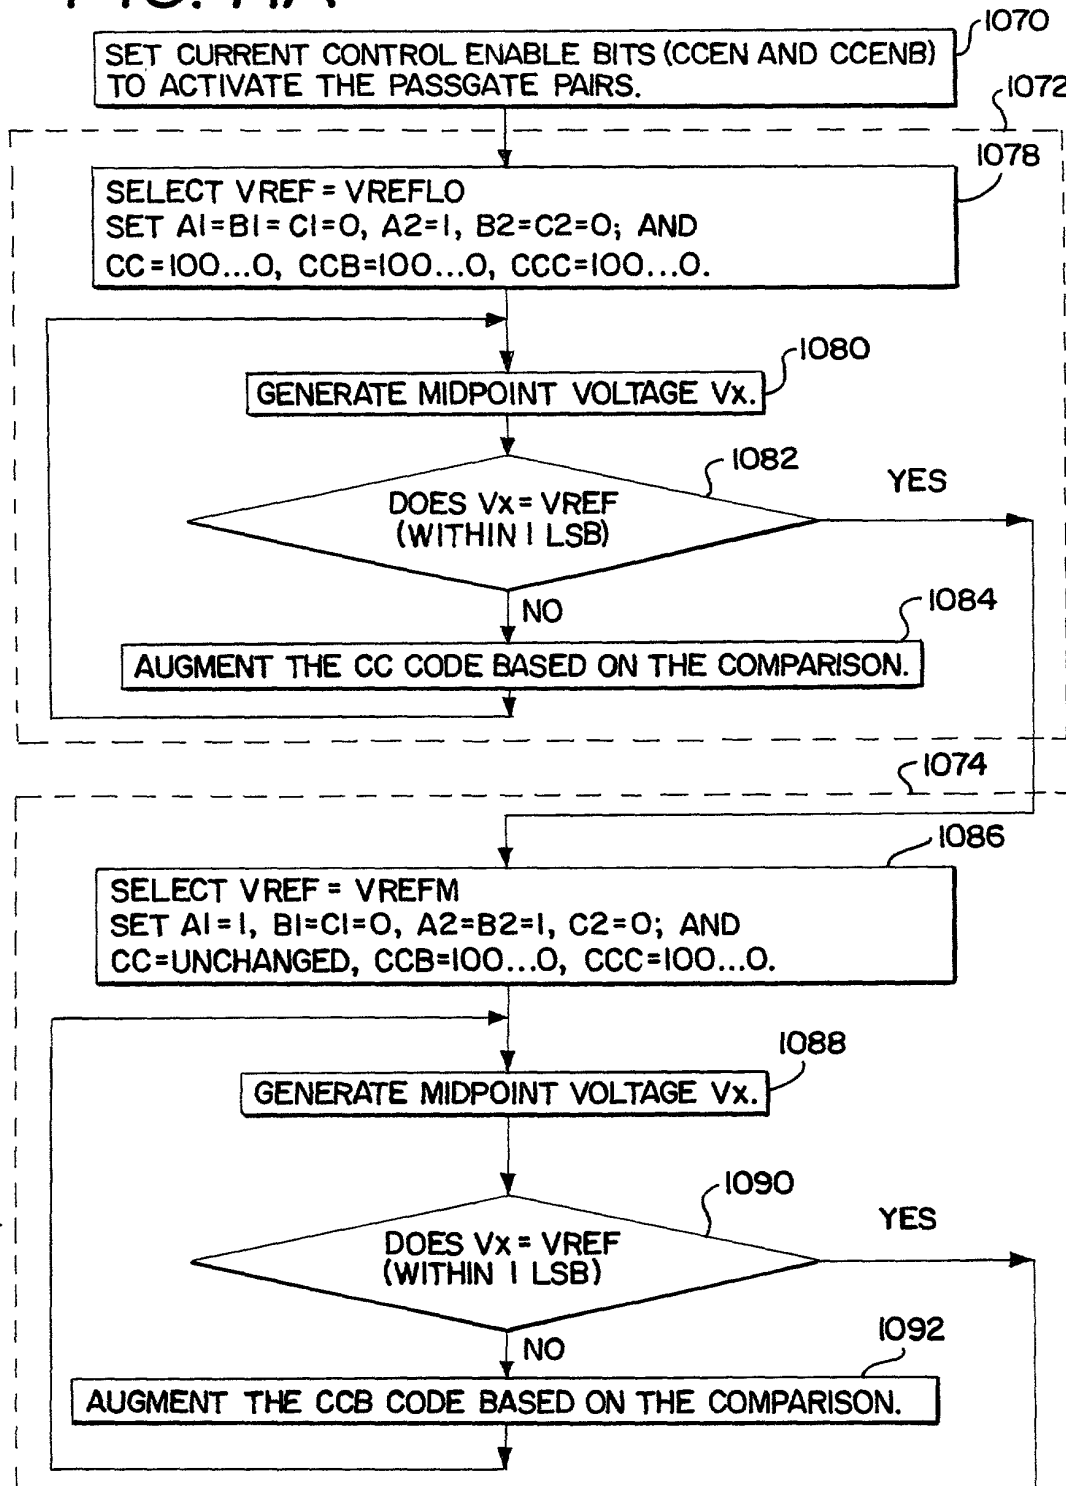 1070
SET CURRENT CONTROL ENABLE BITS (CCEN AND CCENB)
TO ACTIVATE THE PASSGATE PAIRS.
1072
1078
SELECT VREF = VREFLO
SET A1=B1=C1=0, A2=1, B2=C2=0; AND
CC=100...0, CCB=100...0, CCC=100...0.
1080
GENERATE MIDPOINT VOLTAGE Vx.
1082
YES
DOES Vx = VREF
(WITHIN 1 LSB)
NO
1084
AUGMENT THE CC CODE BASED ON THE COMPARISON.
1074
1086
SELECT VREF = VREFM
SET A1=1, B1=C1=0, A2=B2=1, C2=0; AND
CC=UNCHANGED, CCB=100...0, CCC=100...0.
1088
GENERATE MIDPOINT VOLTAGE Vx.
1090
YES
DOES Vx = VREF
(WITHIN 1 LSB)
NO
1092
AUGMENT THE CCB CODE BASED ON THE COMPARISON.